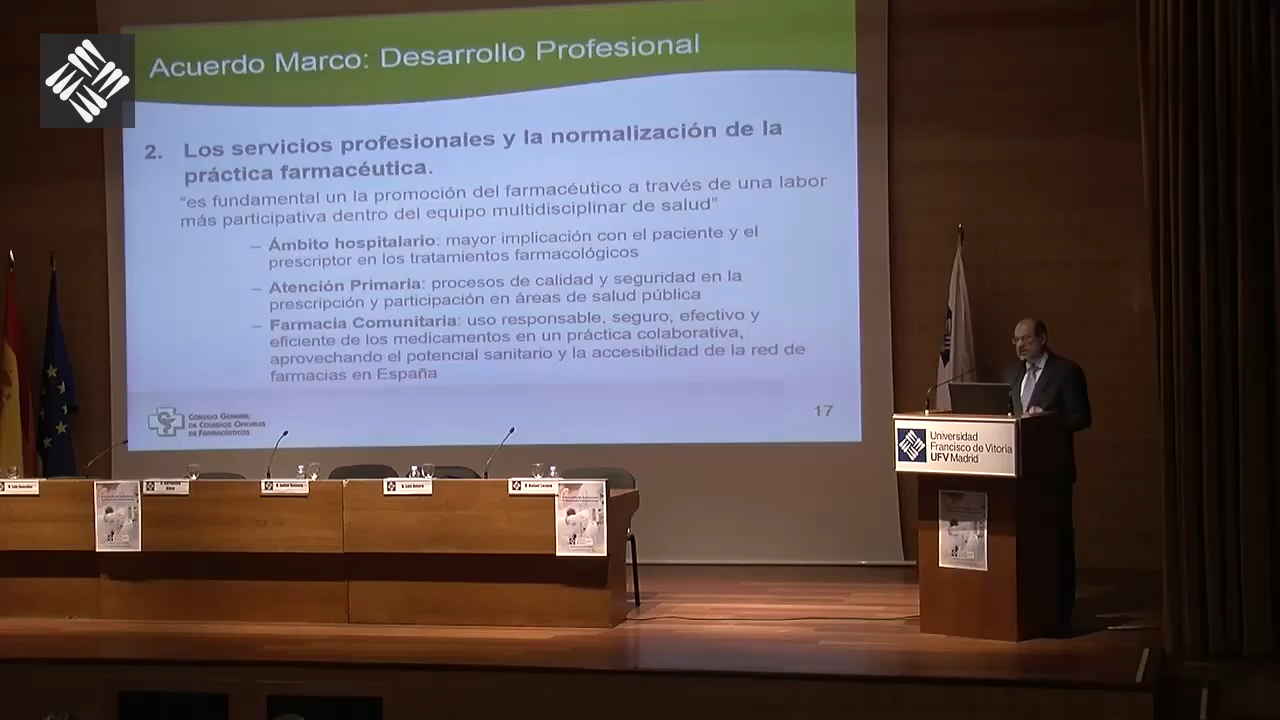 Acuerdo Marco: Desarrollo Profesional
2. Los servicios profesionales y la normalización de la
práctica farmacéutica.
“es fundamental un la promoción del farmacéutico a través de una labor
más participativa dentro del equipo multidisciplinar de salud”
– Ámbito hospitalario: mayor implicación con el paciente y el
prescriptor en los tratamientos farmacológicos
– Atención Primaria: procesos de calidad y seguridad en la
prescripción y participación en áreas de salud pública
– Farmacia Comunitaria: uso responsable, seguro, efectivo y
eficiente de los medicamentos en un práctica colaborativa,
aprovechando el potencial sanitario y la accesibilidad de la red de
farmacias en España
Consejo General
de Colegios Oficiales
de Farmacéuticos
17
Universidad
Francisco de Vitoria
UFV Madrid